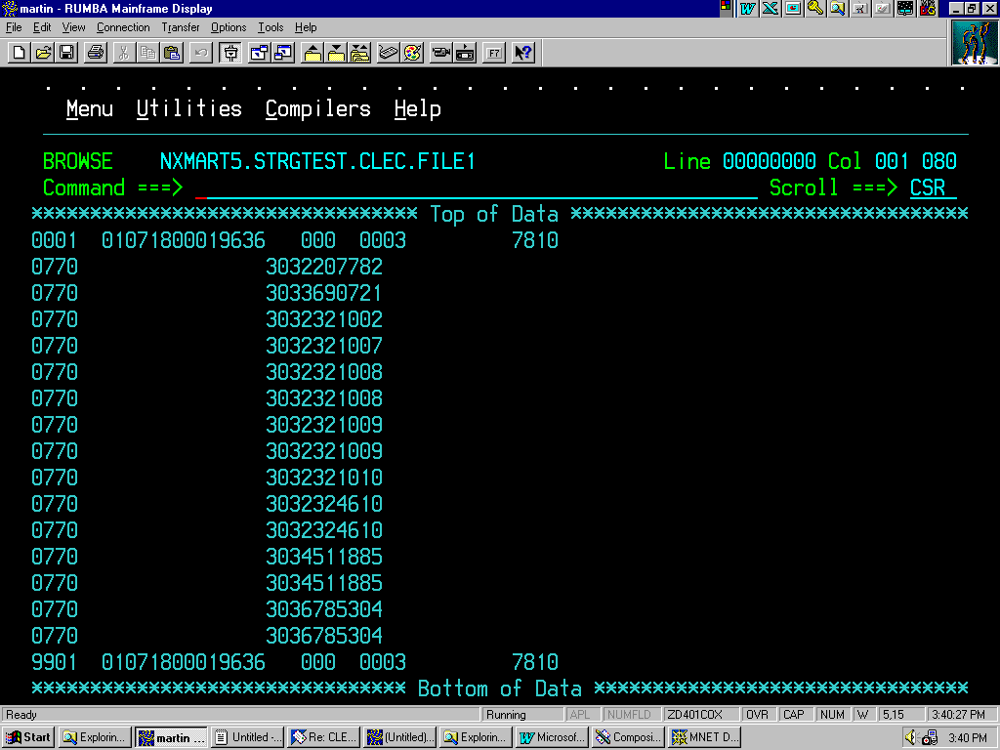 martin - RUMBA Mainframe Display
File Edit View Connection Transfer Options Tools Help
Menu Utilities Compilers Help
BROWSE NXMART5.STRGTEST.CLEC.FILE1 Line 00000000 Col 001 080
Command ===> Scroll ===> CSR
********************************* Top of Data **********************************
0001 01071800019636 000 0003 7810
0770 3032207782
0770 3033690721
0770 3032321002
0770 3032321007
0770 3032321008
0770 3032321008
0770 3032321009
0770 3032321009
0770 3032321010
0770 3032324610
0770 3032324610
0770 3034511885
0770 3034511885
0770 3036785304
0770 3036785304
9901 01071800019636 000 0003 7810
******************************** Bottom of Data ********************************
Ready Running APL NUMFLD ZD401C0X OVR CAP NUM W 5,15 3:40:27 PM
Start Explorin... martin ... Untitled -... Re: CLE... (Untitled)... Explorin... Microsof... Composi... MNET D... 3:40 PM